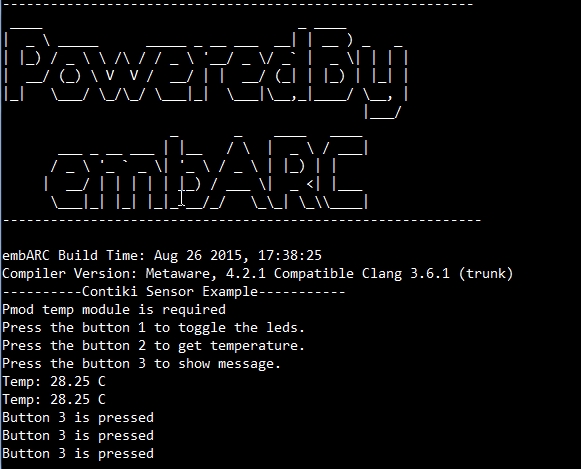 PoweredBy
embARC
embARC Build Time: Aug 26 2015, 17:38:25
Compiler Version: Metaware, 4.2.1 Compatible Clang 3.6.1 (trunk)
----------Contiki Sensor Example-----------
Pmod temp module is required
Press the button 1 to toggle the leds.
Press the button 2 to get temperature.
Press the button 3 to show message.
Temp: 28.25 C
Temp: 28.25 C
Button 3 is pressed
Button 3 is pressed
Button 3 is pressed